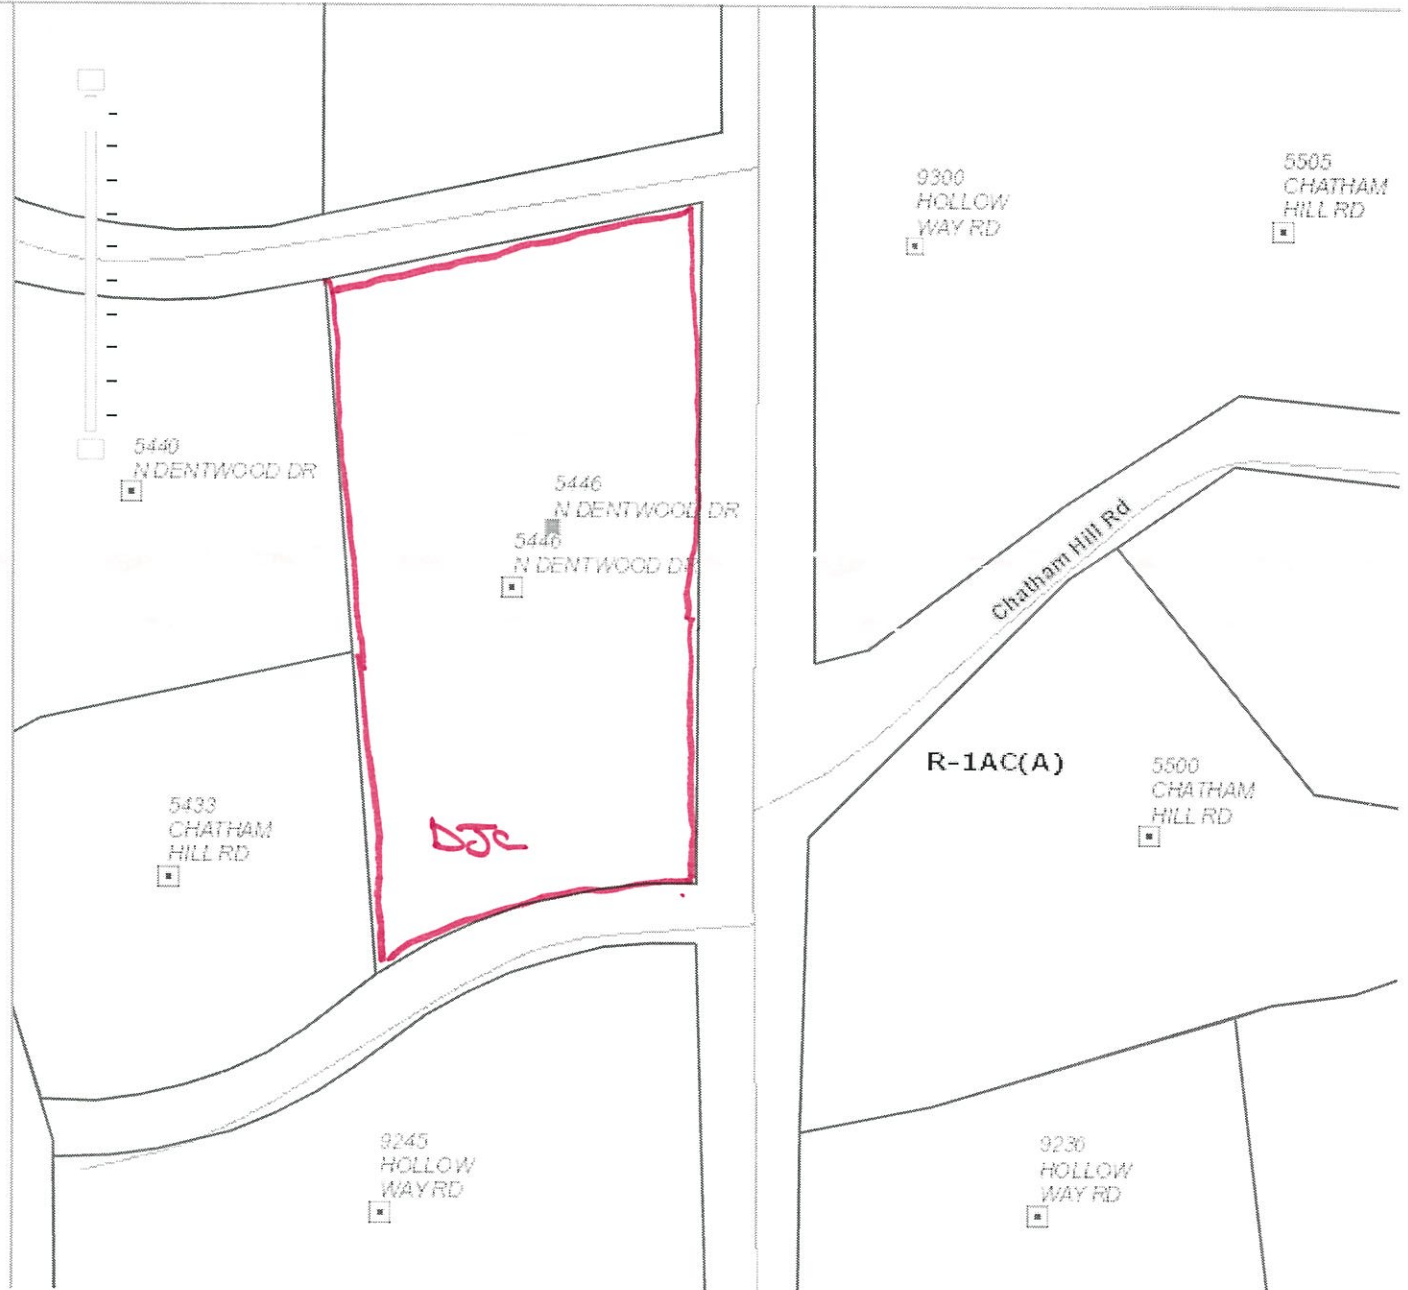 9300
HOLLOW
WAY RD
5505
CHATHAM
HILL RD
5440
N DENTWOOD DR
5446
N DENTWOOD DR
5446
N DENTWOOD DR
Chatham Hill Rd
R-1AC(A)
5500
CHATHAM
HILL RD
5433
CHATHAM
HILL RD
DJC
9245
HOLLOW
WAY RD
9236
HOLLOW
WAY RD